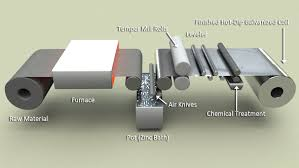 Finished Hot-Dip Galvanized Coil
Temper Mill Rolls
Leveler
Furnace
Air Knives
Chemical Treatment
Raw Material
Pot (Zinc Bath)